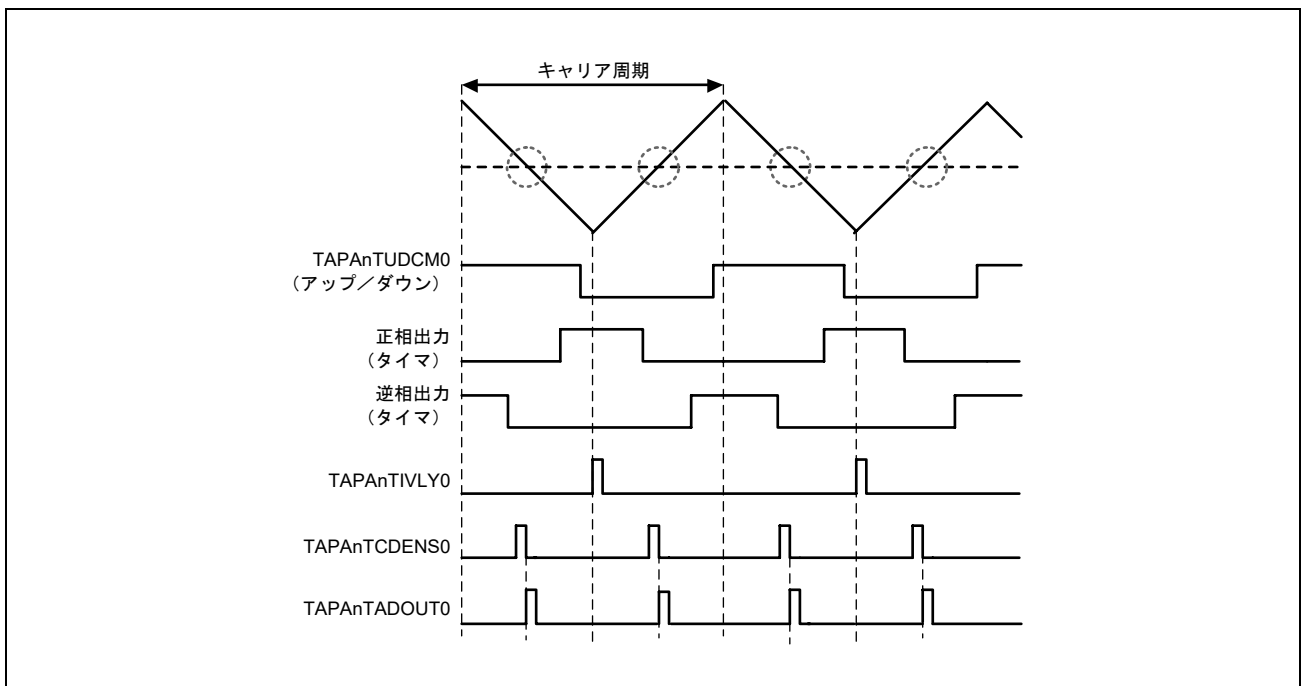 キャリア周期
TAPAnTUDCM0
（アップ／ダウン）
正相出力
（タイマ）
逆相出力
（タイマ）
TAPAnTIVLY0
TAPAnTCDENS0
TAPAnTADOUT0